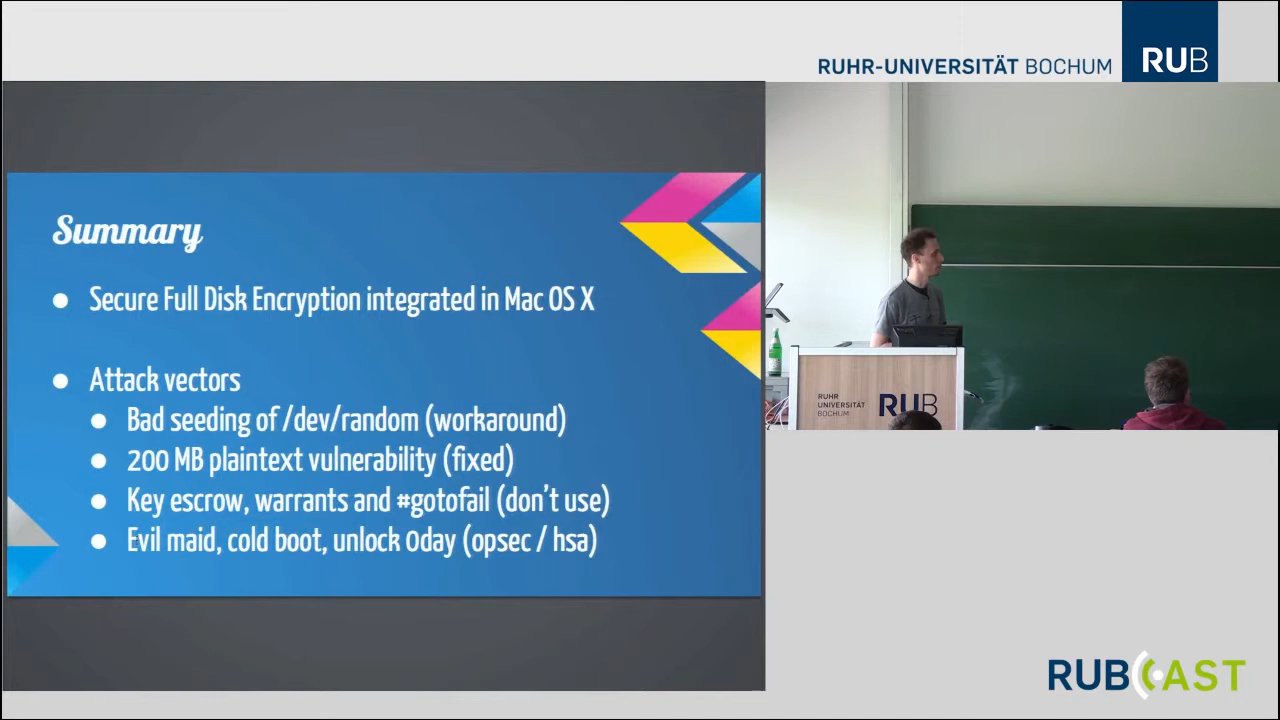 RUHR-UNIVERSITÄT BOCHUM
RUB
Summary
● Secure Full Disk Encryption integrated in Mac OS X
● Attack vectors
● Bad seeding of /dev/random (workaround)
● 200 MB plaintext vulnerability (fixed)
● Key escrow, warrants and #gotofail (don't use)
● Evil maid, cold boot, unlock 0day (opsec / hsa)
RUHR
UNIVERSITÄT
BOCHUM
RUB
RUBCAST